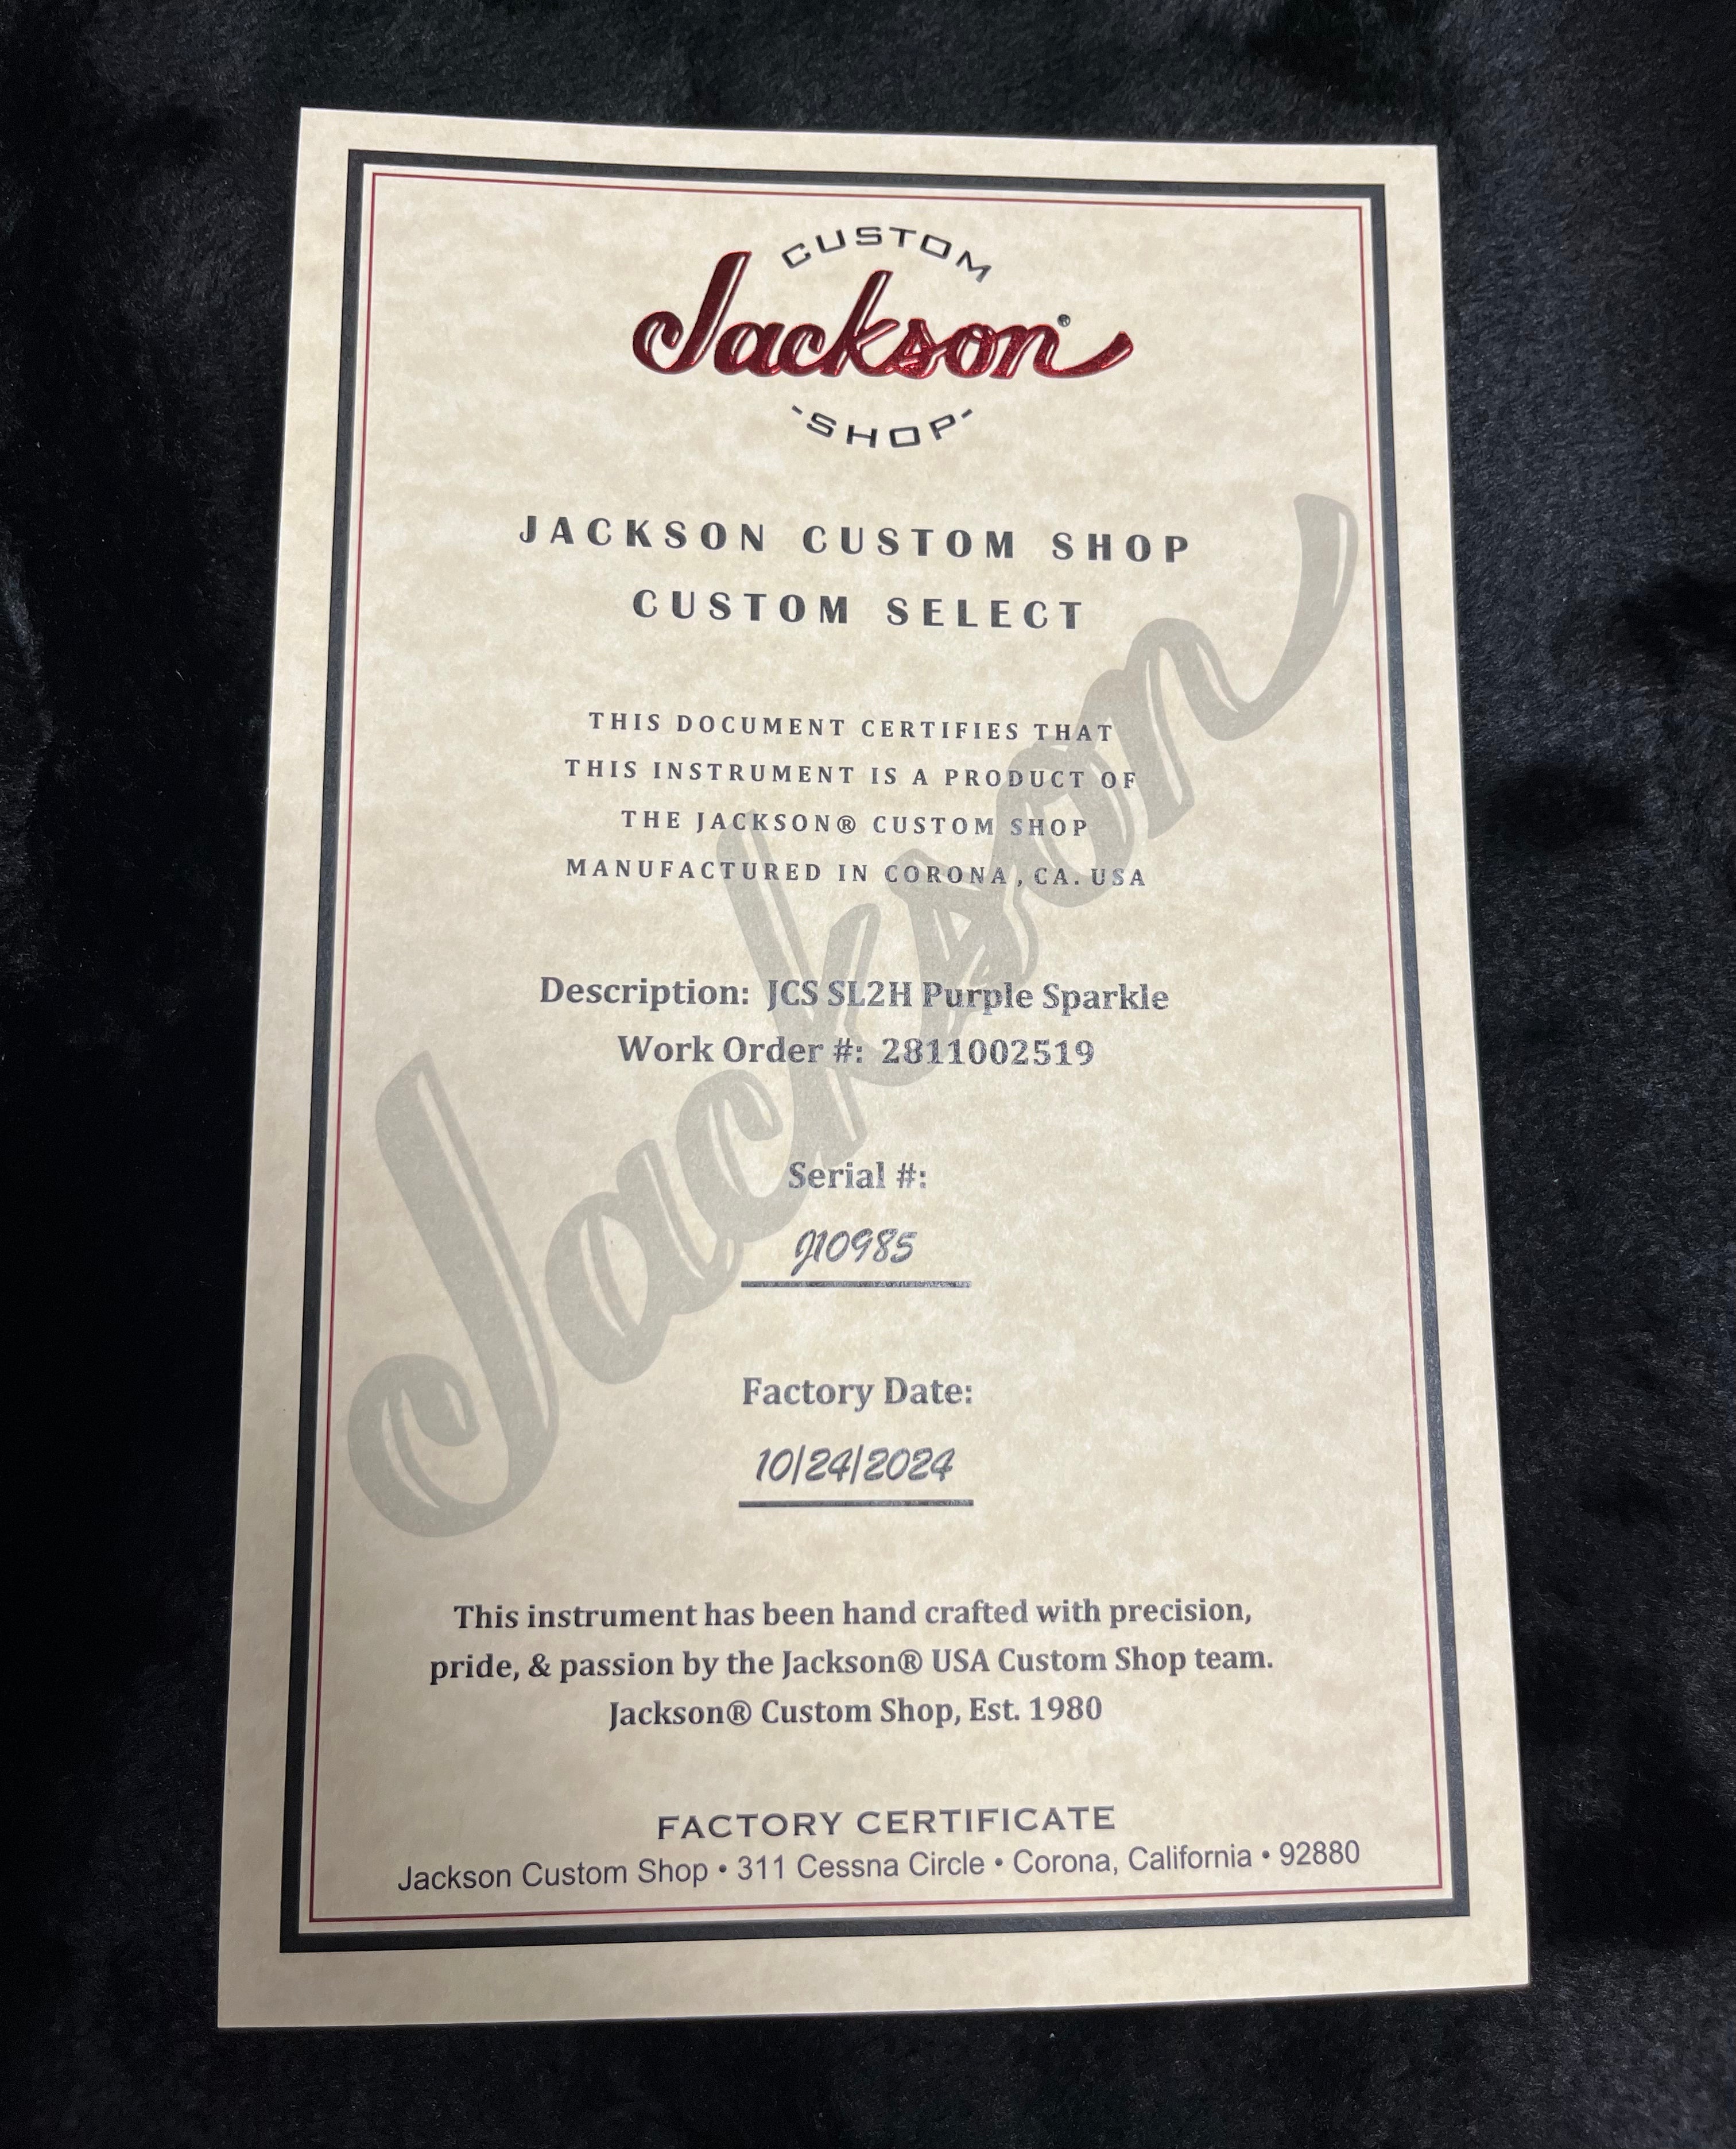 CUSTOM
Jackson®
-SHOP-
JACKSON CUSTOM SHOP
CUSTOM SELECT
THIS DOCUMENT CERTIFIES THAT
THIS INSTRUMENT IS A PRODUCT OF
THE JACKSON® CUSTOM SHOP
MANUFACTURED IN CORONA, CA. USA
Jackson
Description: JCS SL2H Purple Sparkle
Work Order #: 2811002519
Serial #:
J10985
Factory Date:
10/24/2024
This instrument has been hand crafted with precision,
pride, & passion by the Jackson® USA Custom Shop team.
Jackson® Custom Shop, Est. 1980
FACTORY CERTIFICATE
Jackson Custom Shop • 311 Cessna Circle • Corona, California • 92880